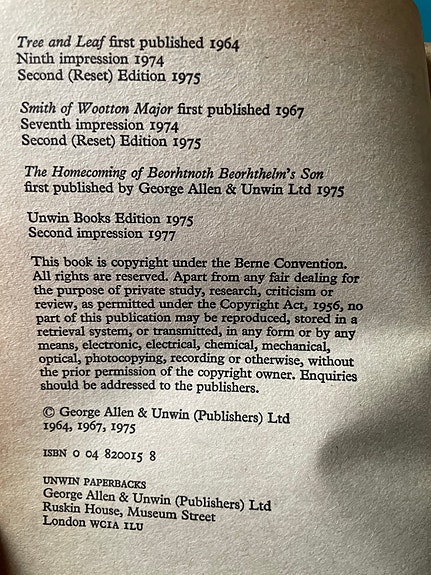 Tree and Leaf first published 1964
Ninth impression 1974
Second (Reset) Edition 1975
Smith of Wootton Major first published 1967
Seventh impression 1974
Second (Reset) Edition 1975
The Homecoming of Beorhtnoth Beorhthelm's Son
first published by George Allen & Unwin Ltd 1975
Unwin Books Edition 1975
Second impression 1977
This book is copyright under the Berne Convention.
All rights are reserved. Apart from any fair dealing for
the purpose of private study, research, criticism or
review, as permitted under the Copyright Act, 1956, no
part of this publication may be reproduced, stored in a
retrieval system, or transmitted, in any form or by any
means, electronic, electrical, chemical, mechanical,
optical, photocopying, recording or otherwise, without
the prior permission of the copyright owner. Enquiries
should be addressed to the publishers.
© George Allen & Unwin (Publishers) Ltd
1964, 1967, 1975
ISBN 0 04 820015 8
UNWIN PAPERBACKS
George Allen & Unwin (Publishers) Ltd
Ruskin House, Museum Street
London WC1A 1LU